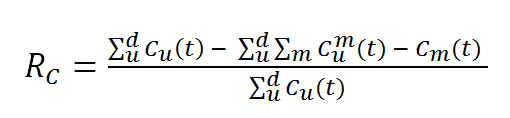 R_C = \frac{\sum_u^d C_u(t) - \sum_u^d \sum_m C_u^m(t) - C_m(t)}{\sum_u^d C_u(t)}